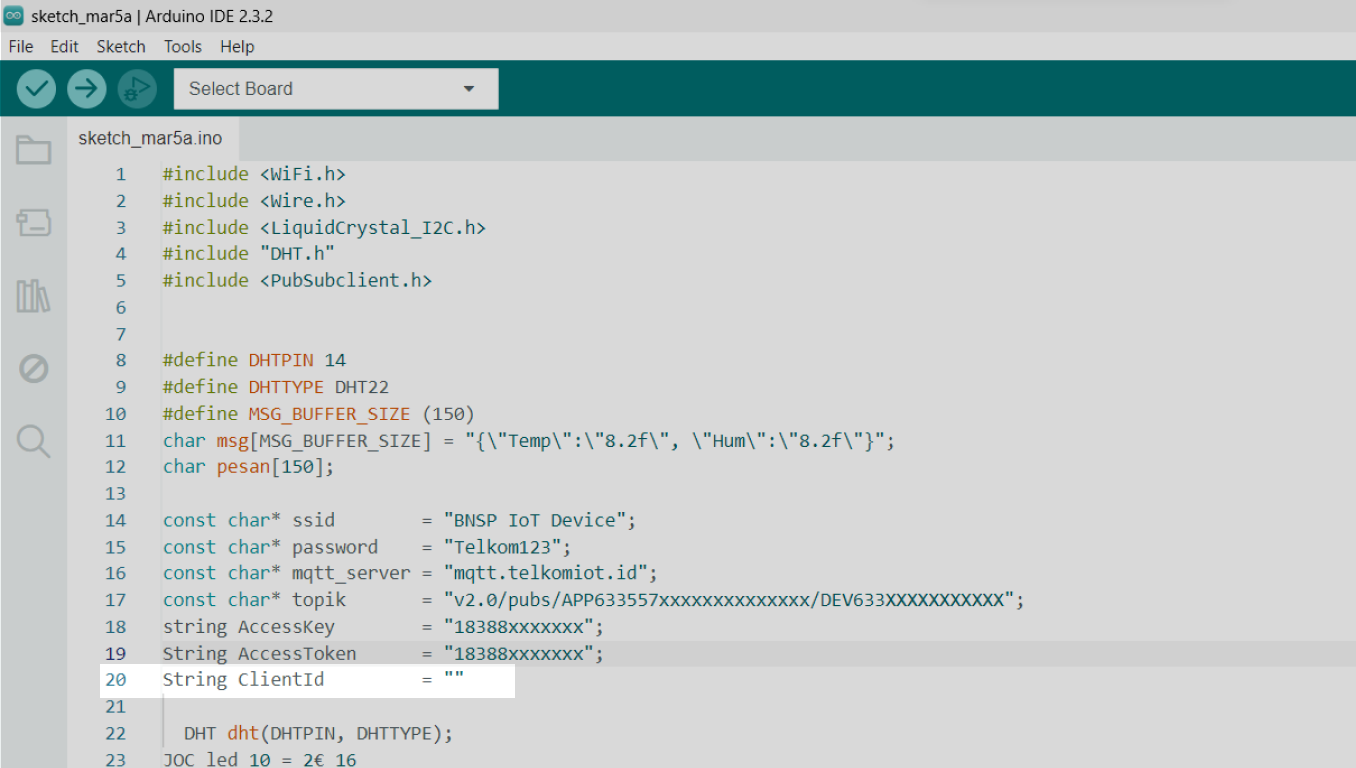 sketch_mar5a | Arduino IDE 2.3.2
File Edit Sketch Tools Help
Select Board
sketch_mar5a.ino
1 #include <WiFi.h>
2 #include <Wire.h>
3 #include <LiquidCrystal_I2C.h>
4 #include "DHT.h"
5 #include <PubSubclient.h>
6
7
8 #define DHTPIN 14
9 #define DHTTYPE DHT22
10 #define MSG_BUFFER_SIZE (150)
11 char msg[MSG_BUFFER_SIZE] = "{\"Temp\":\"8.2f\", \"Hum\":\"8.2f\"}";
12 char pesan[150];
13
14 const char* ssid = "BNSP IoT Device";
15 const char* password = "Telkom123";
16 const char* mqtt_server = "mqtt.telkomiot.id";
17 const char* topik = "v2.0/pubs/APP633557xxxxxxxxxxxxxx/DEV633XXXXXXXXXXX";
18 string AccessKey = "18388xxxxxxx";
19 String AccessToken = "18388xxxxxxx";
20 String ClientId = ""
21
22 DHT dht(DHTPIN, DHTTYPE);
23 JOC led 10 = 2€ 16